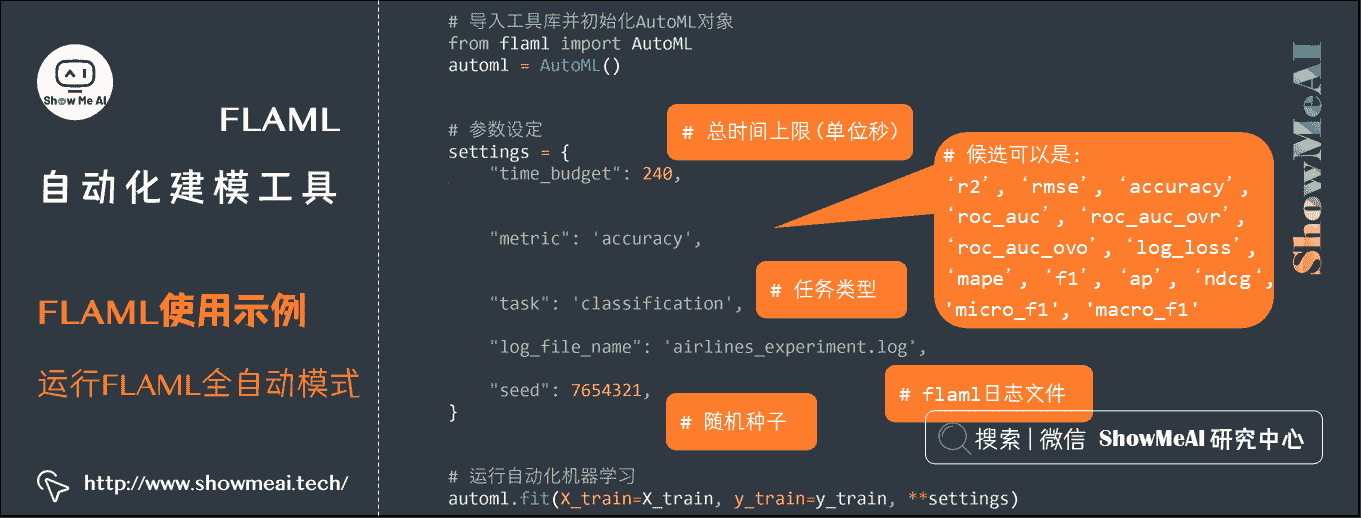 Show Me AI
FLAML
自动化建模工具
FLAML使用示例
运行FLAML全自动模式
http://www.showmeai.tech/
# 导入工具库并初始化AutoML对象
from flaml import AutoML
automl = AutoML()
# 参数设定
settings = {
# 总时间上限(单位秒)
"time_budget": 240,
"metric": ‘accuracy’,
# 候选可以是:
‘r2’, ‘rmse’, ‘accuracy’,
‘roc_auc’, ‘roc_auc_ovr’,
‘roc_auc_ovo’, ‘log_loss’,
‘mape’, ‘f1’, ‘ap’, ‘ndcg‘,
'micro_f1', 'macro_f1'
# 任务类型
"task": 'classification',
"log_file_name": ‘airlines_experiment.log’,
# flaml日志文件
"seed": 7654321,
# 随机种子
}
# 运行自动化机器学习
automl.fit(X_train=X_train, y_train=y_train, **settings)
搜索|微信 ShowMeAI 研究中心
ShowMeAI